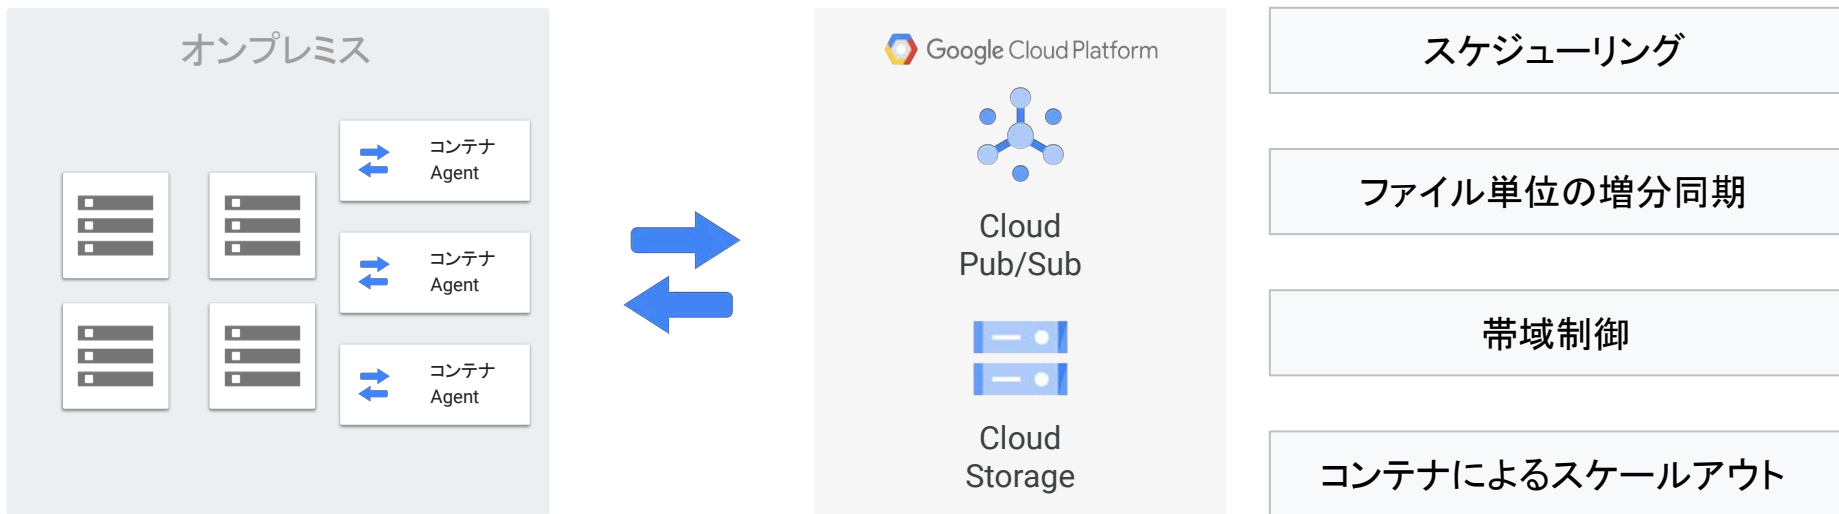 オンプレミス
コンテナ
Agent
コンテナ
Agent
コンテナ
Agent
Google Cloud Platform
Cloud
Pub/Sub
Cloud
Storage
スケジューリング
ファイル単位の増分同期
帯域制御
コンテナによるスケールアウト